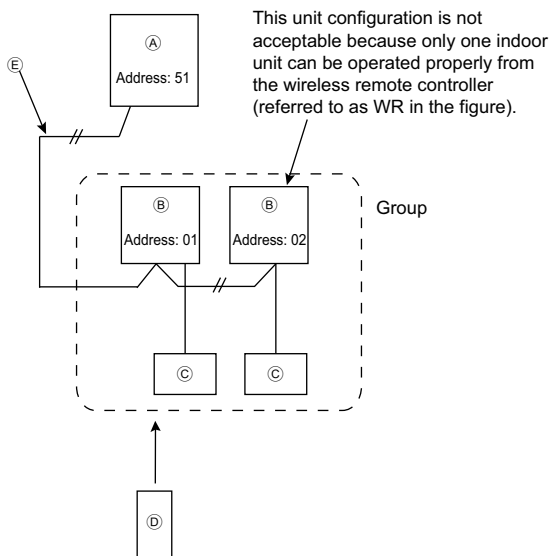 This unit configuration is not
acceptable because only one indoor
unit can be operated properly from
the wireless remote controller
(referred to as WR in the figure).
Ⓐ
Address: 51
Ⓔ
Group
Ⓑ
Address: 01
Ⓑ
Address: 02
Ⓒ
Ⓒ
Ⓓ